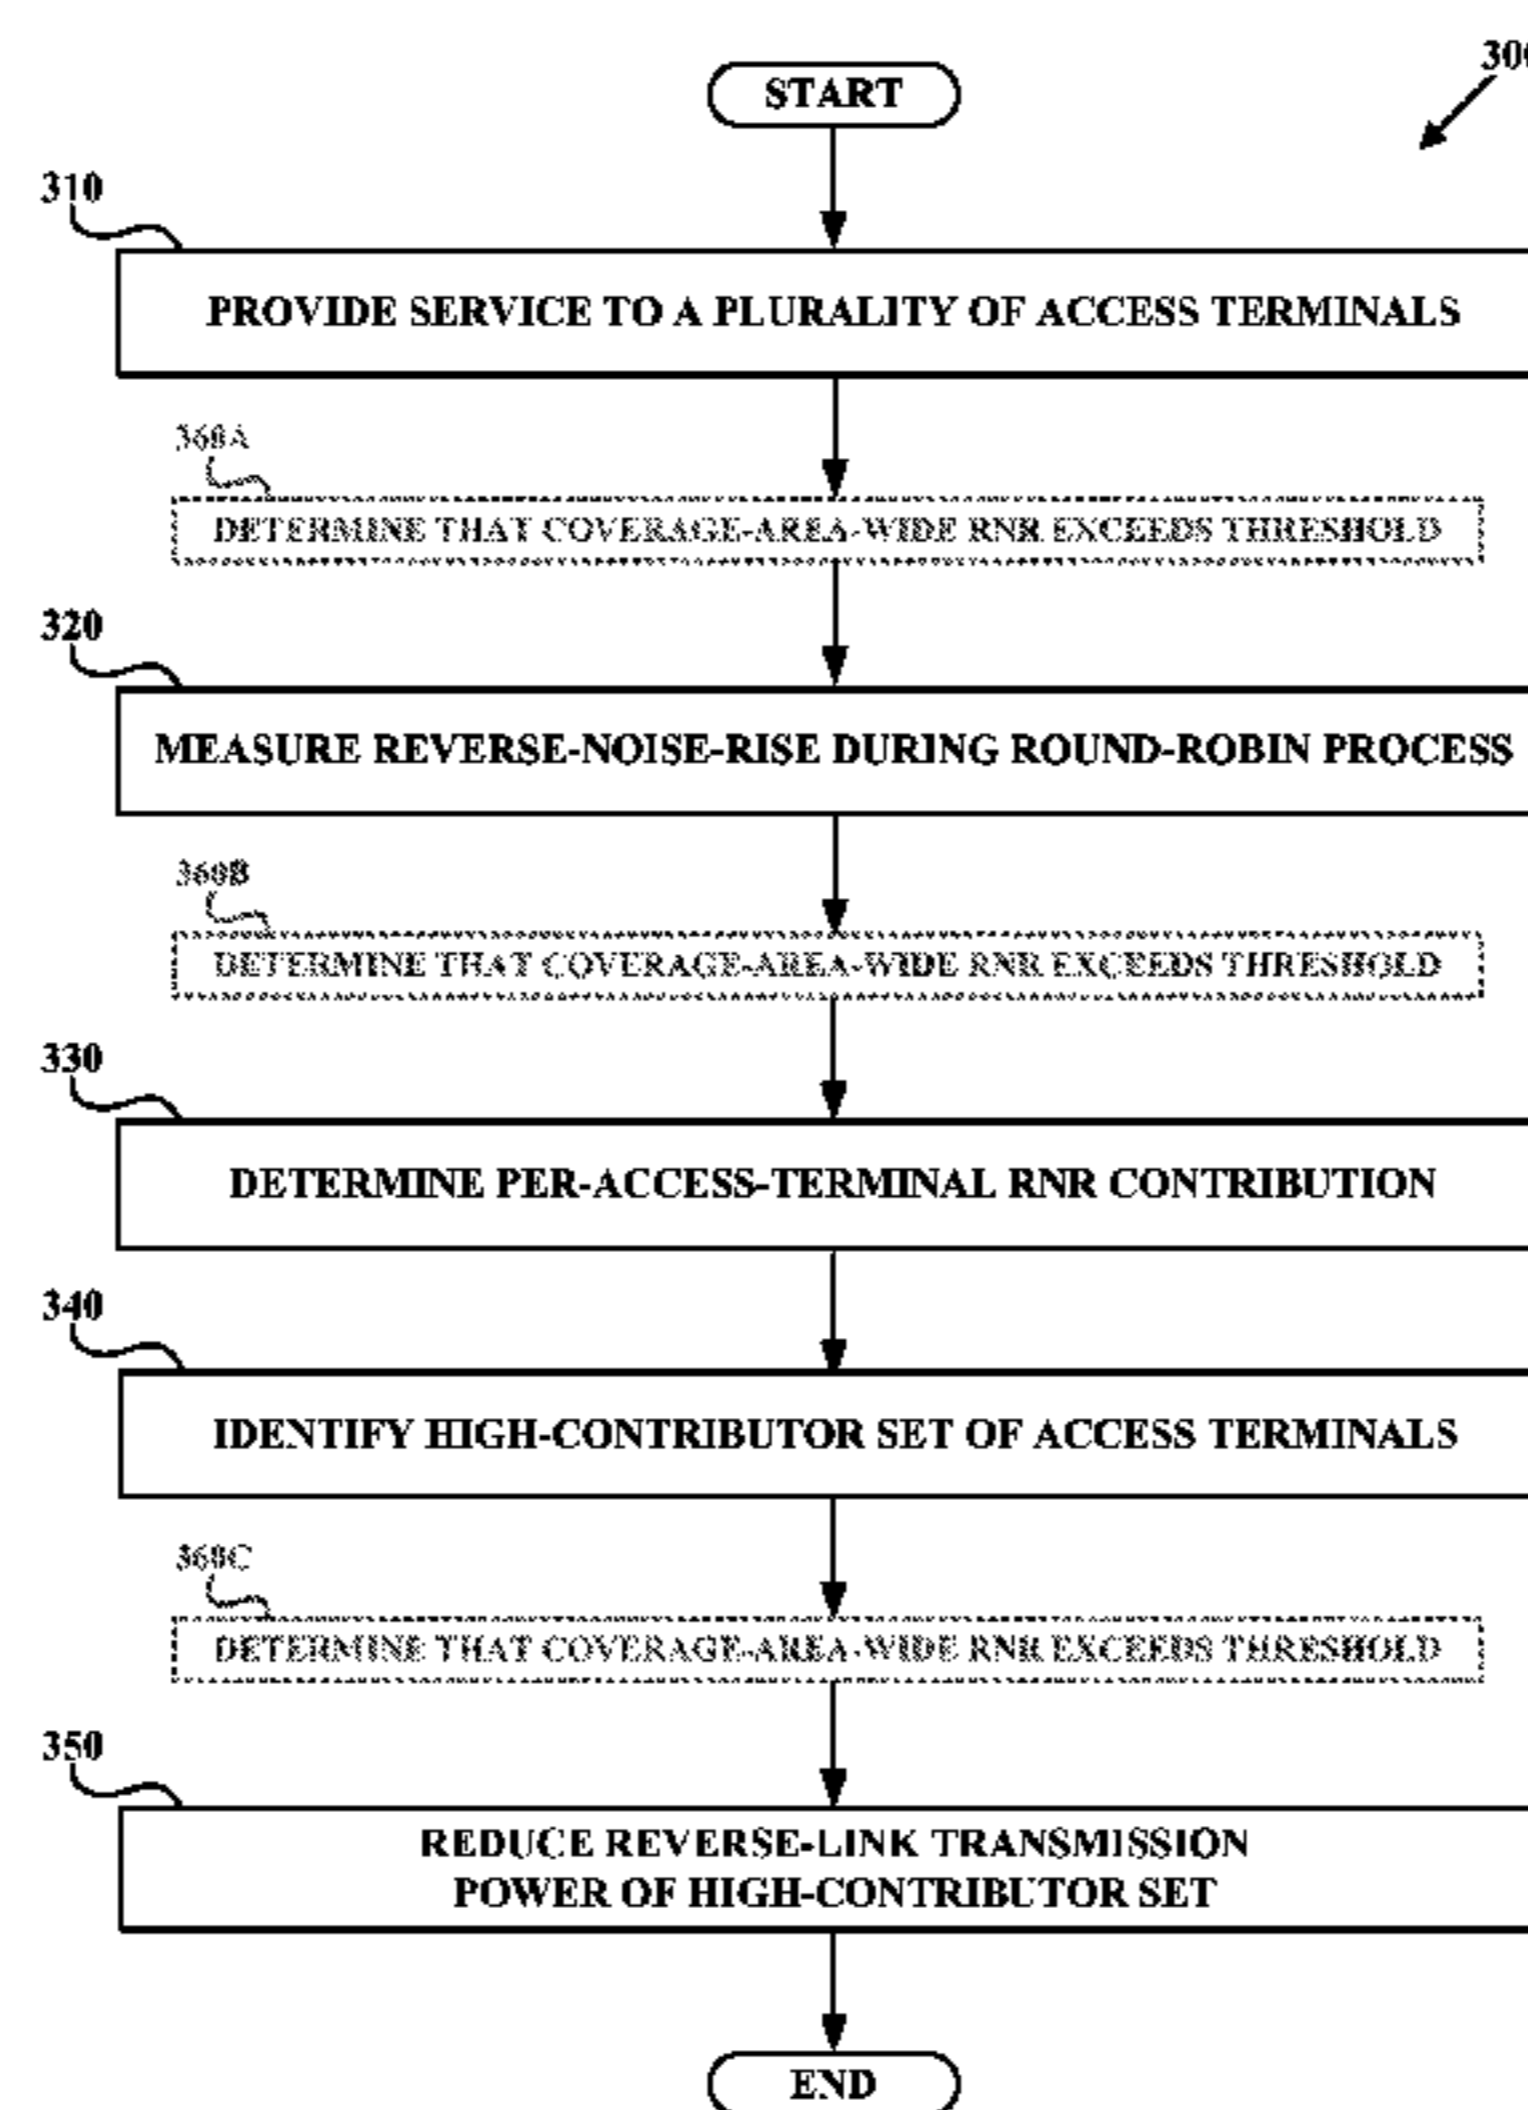 START
300
310
PROVIDE SERVICE TO A PLURALITY OF ACCESS TERMINALS
360A
DETERMINE THAT COVERAGE-AREA-WIDE RNR EXCEEDS THRESHOLD
320
MEASURE REVERSE-NOISE-RISE DURING ROUND-ROBIN PROCESS
360B
DETERMINE THAT COVERAGE-AREA-WIDE RNR EXCEEDS THRESHOLD
330
DETERMINE PER-ACCESS-TERMINAL RNR CONTRIBUTION
340
IDENTIFY HIGH-CONTRIBUTOR SET OF ACCESS TERMINALS
360C
DETERMINE THAT COVERAGE-AREA-WIDE RNR EXCEEDS THRESHOLD
350
REDUCE REVERSE-LINK TRANSMISSION
POWER OF HIGH-CONTRIBUTOR SET
END